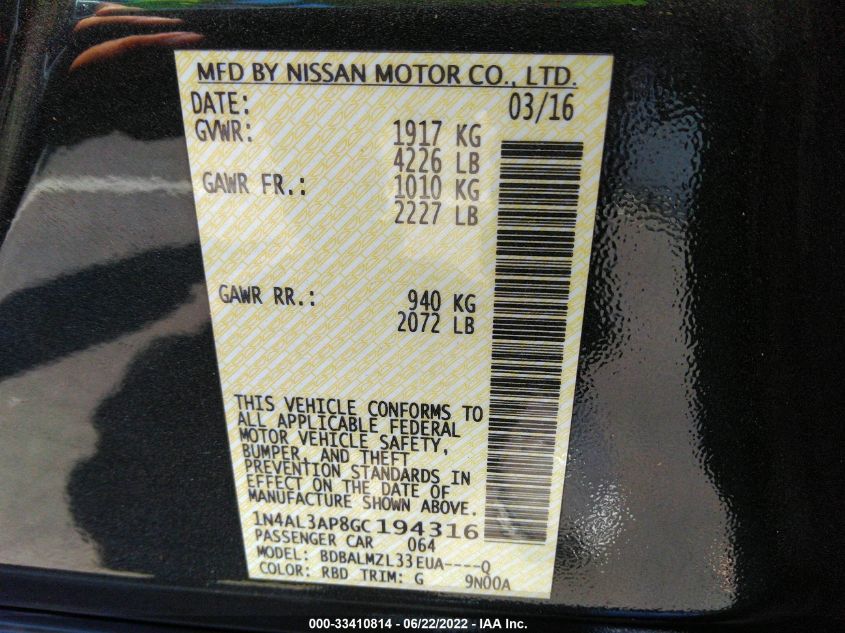 MFD BY NISSAN MOTOR CO., LTD.
DATE: 03/16
GVWR: 1917 KG
4226 LB
GAWR FR.: 1010 KG
2227 LB
GAWR RR.: 940 KG
2072 LB
THIS VEHICLE CONFORMS TO
ALL APPLICABLE FEDERAL
MOTOR VEHICLE SAFETY,
BUMPER, AND THEFT
PREVENTION STANDARDS IN
EFFECT ON THE DATE OF
MANUFACTURE SHOWN ABOVE.
1N4AL3AP8GC194316
PASSENGER CAR 064
MODEL: BDBALMZL33EUA----Q
COLOR: RBD TRIM: G 9N00A
000-33410814 - 06/22/2022 - IAA Inc.